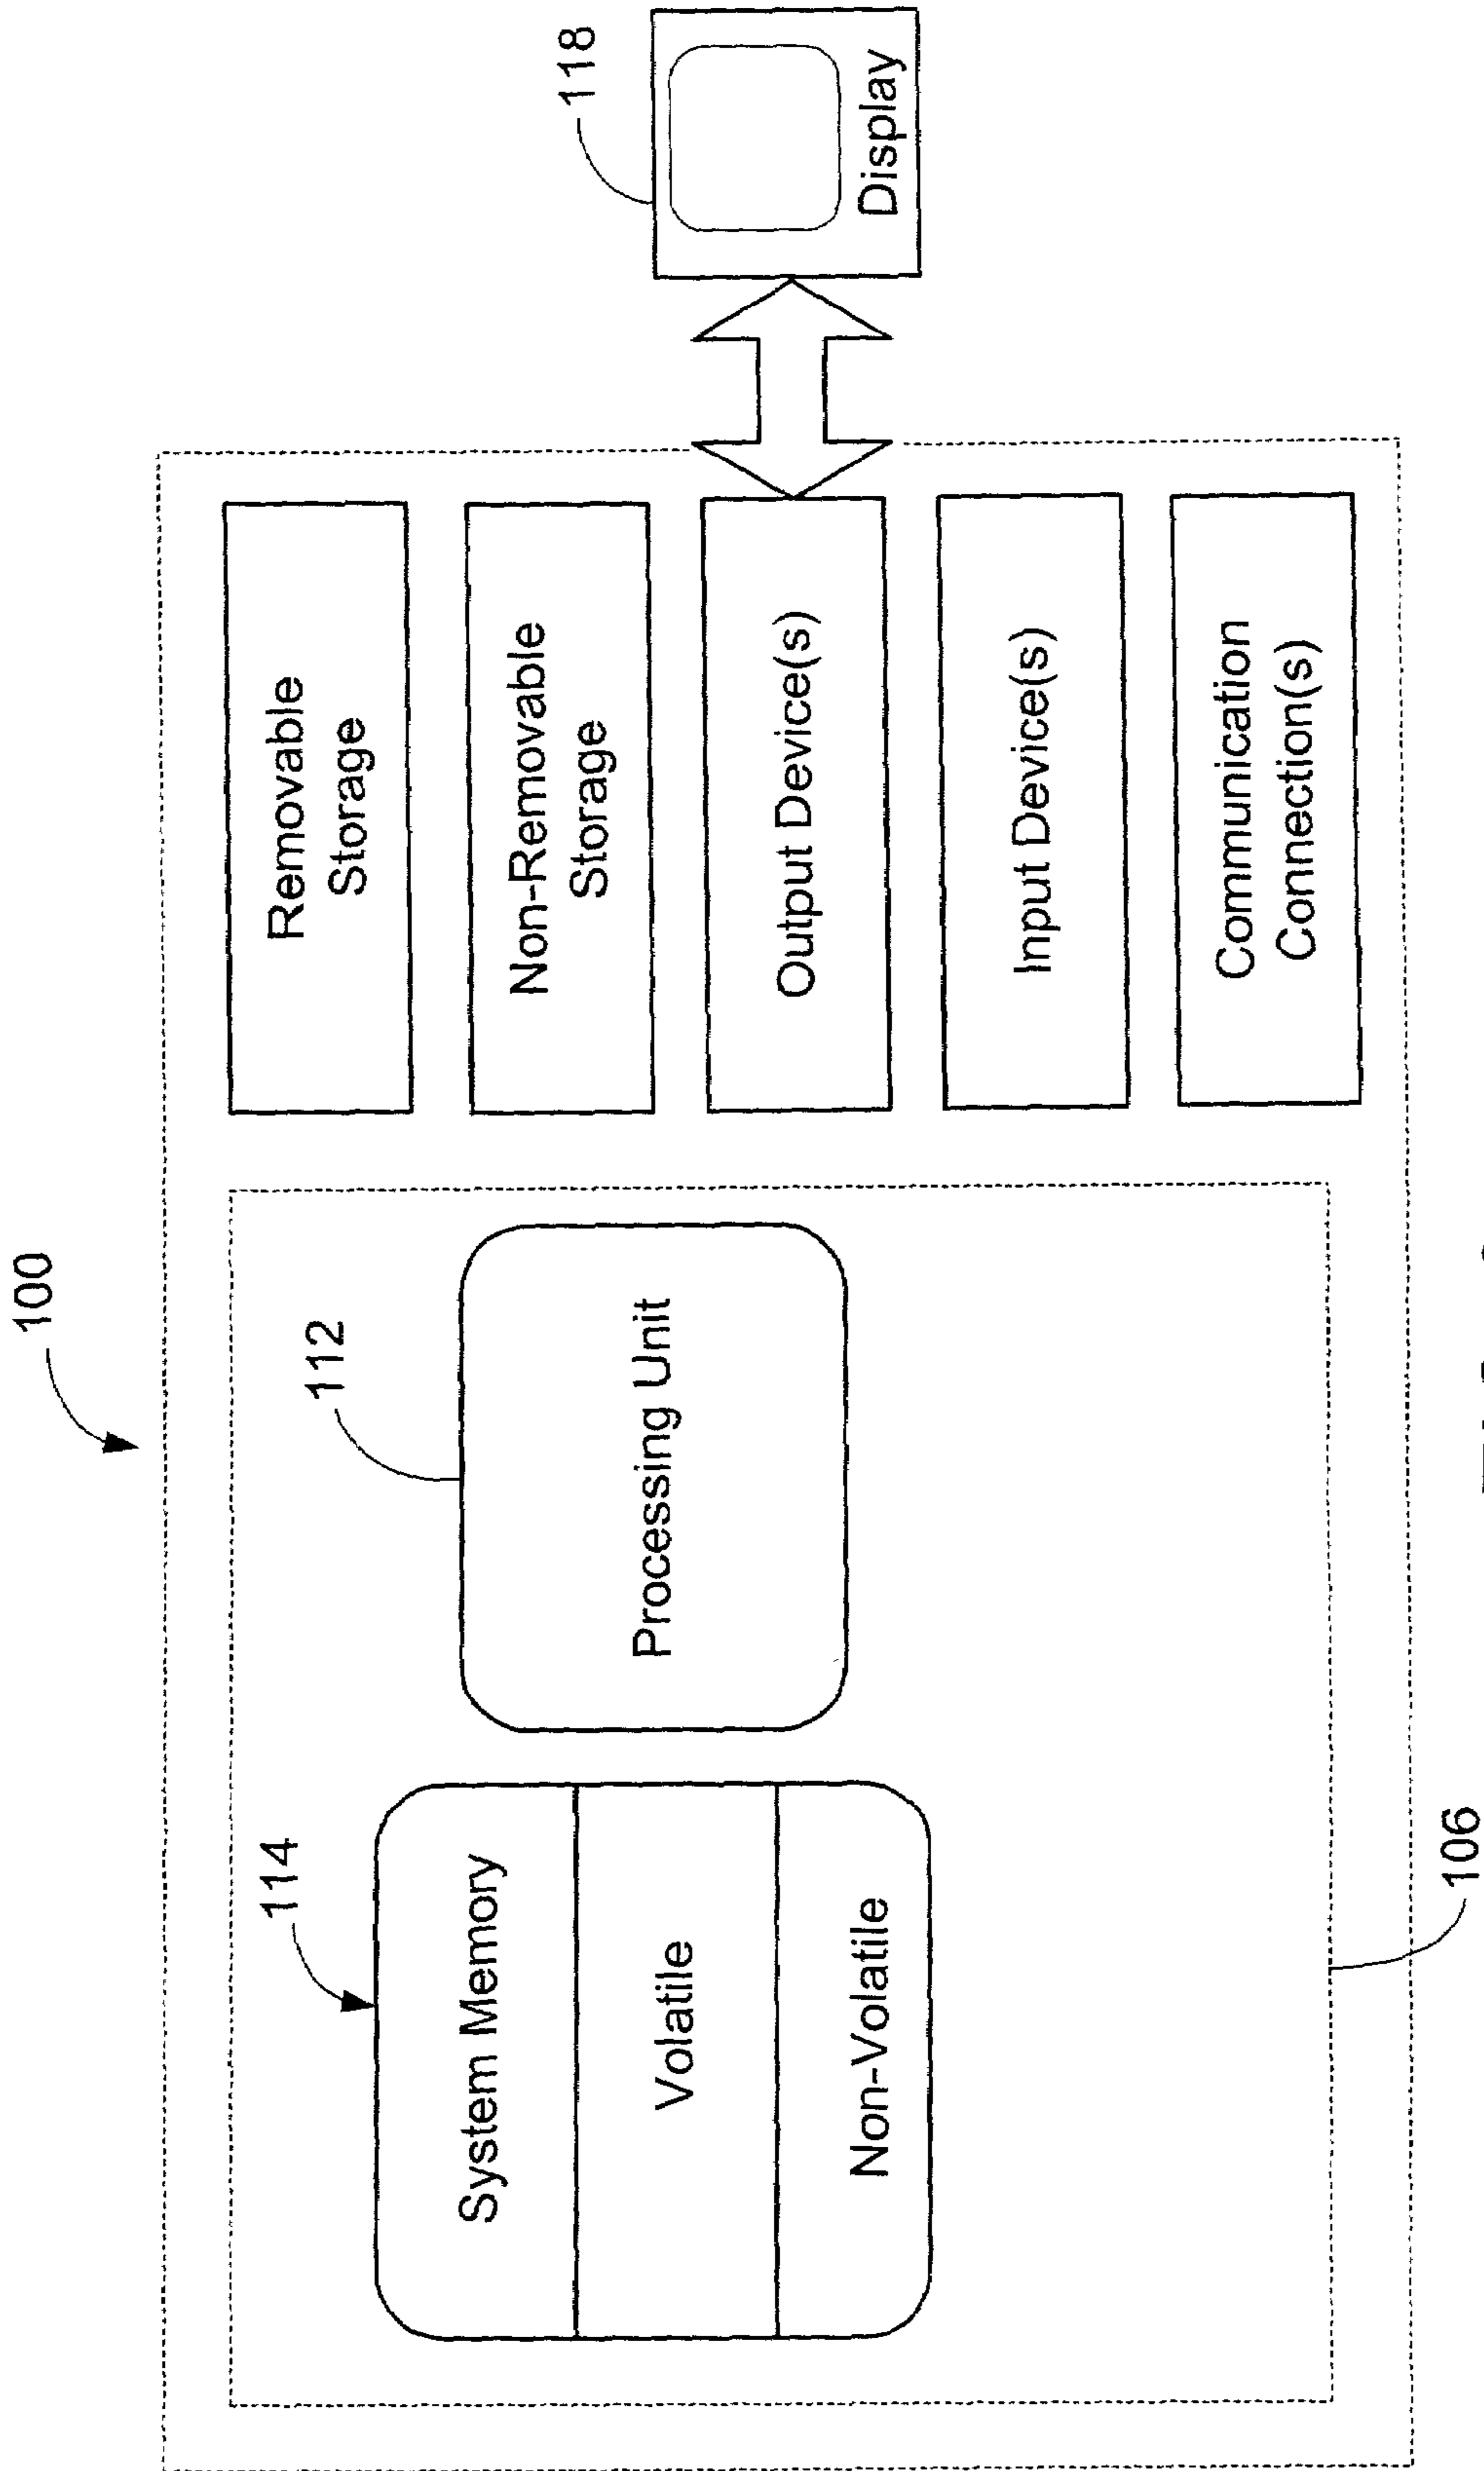 100
114
System Memory
Volatile
Non-Volatile
112
Processing Unit
Removable
Storage
Non-Removable
Storage
Output Device(s)
Input Device(s)
Communication
Connection(s)
118
Display
106